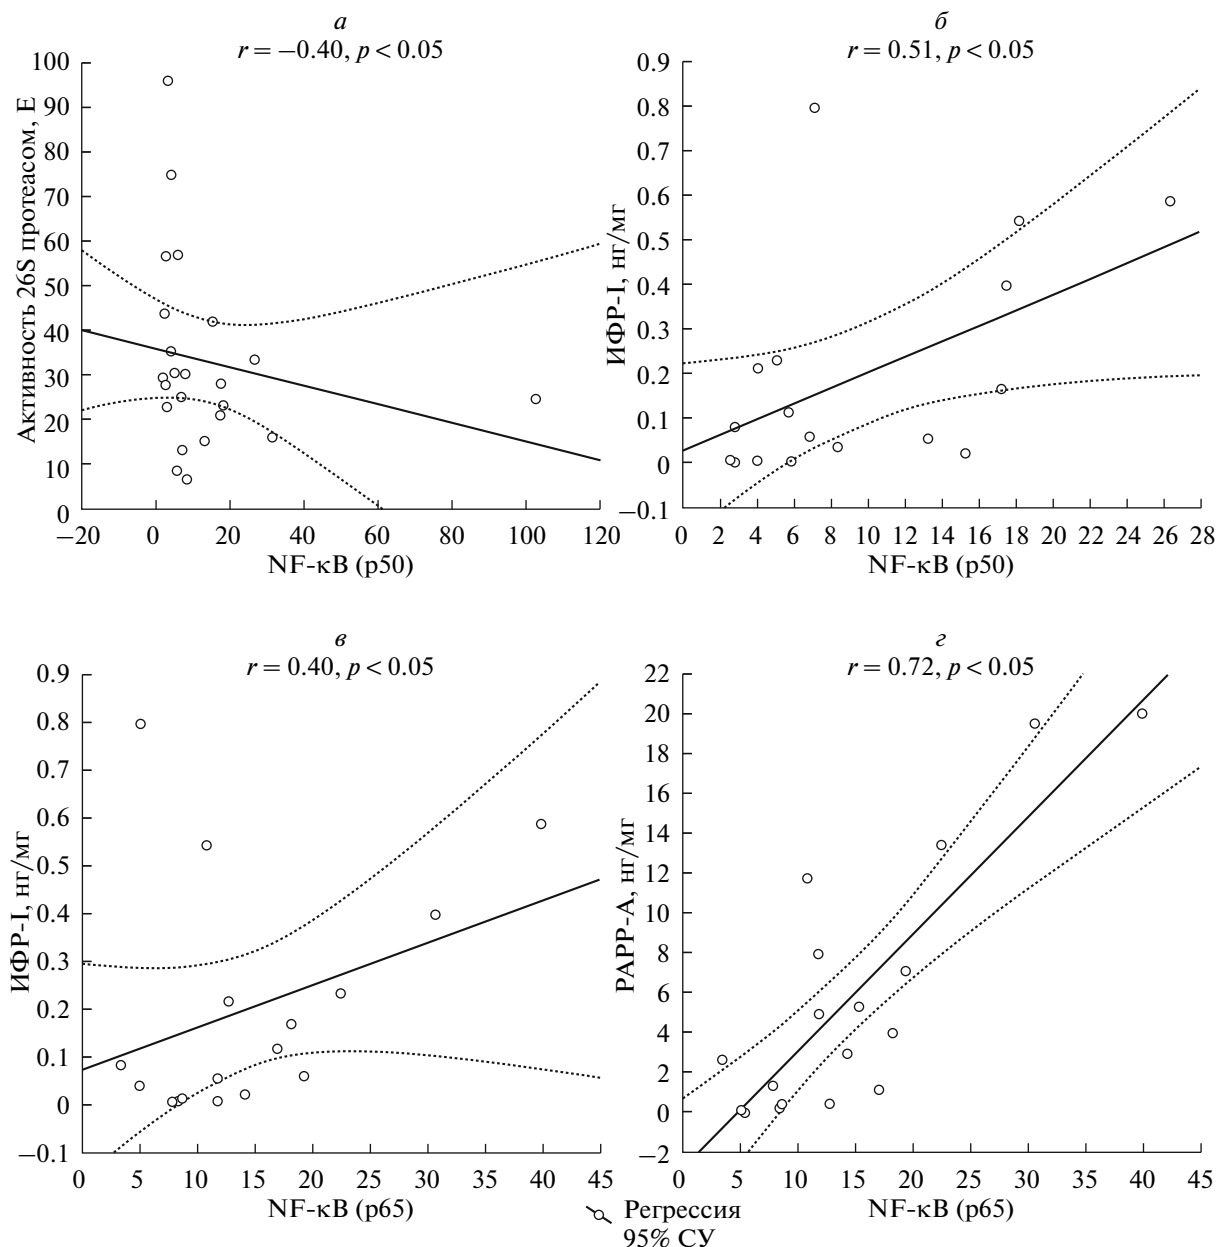 а
r = −0.40, p < 0.05
Активность 26S протеасом, Е
100
90
80
70
60
50
40
30
20
10
0
−20 0 20 40 60 80 100 120
NF-κB (p50)
б
r = 0.51, p < 0.05
ИФР-I, нг/мг
0.9
0.8
0.7
0.6
0.5
0.4
0.3
0.2
0.1
0
−0.1
0 2 4 6 8 10 12 14 16 18 20 22 24 26 28
NF-κB (p50)
в
r = 0.40, p < 0.05
ИФР-I, нг/мг
0.9
0.8
0.7
0.6
0.5
0.4
0.3
0.2
0.1
0
−0.1
0 5 10 15 20 25 30 35 40 45
NF-κB (p65)
г
r = 0.72, p < 0.05
PAPP-A, нг/мг
22
20
18
16
14
12
10
8
6
4
2
0
−2
0 5 10 15 20 25 30 35 40 45
NF-κB (p65)
Регрессия
95% СУ